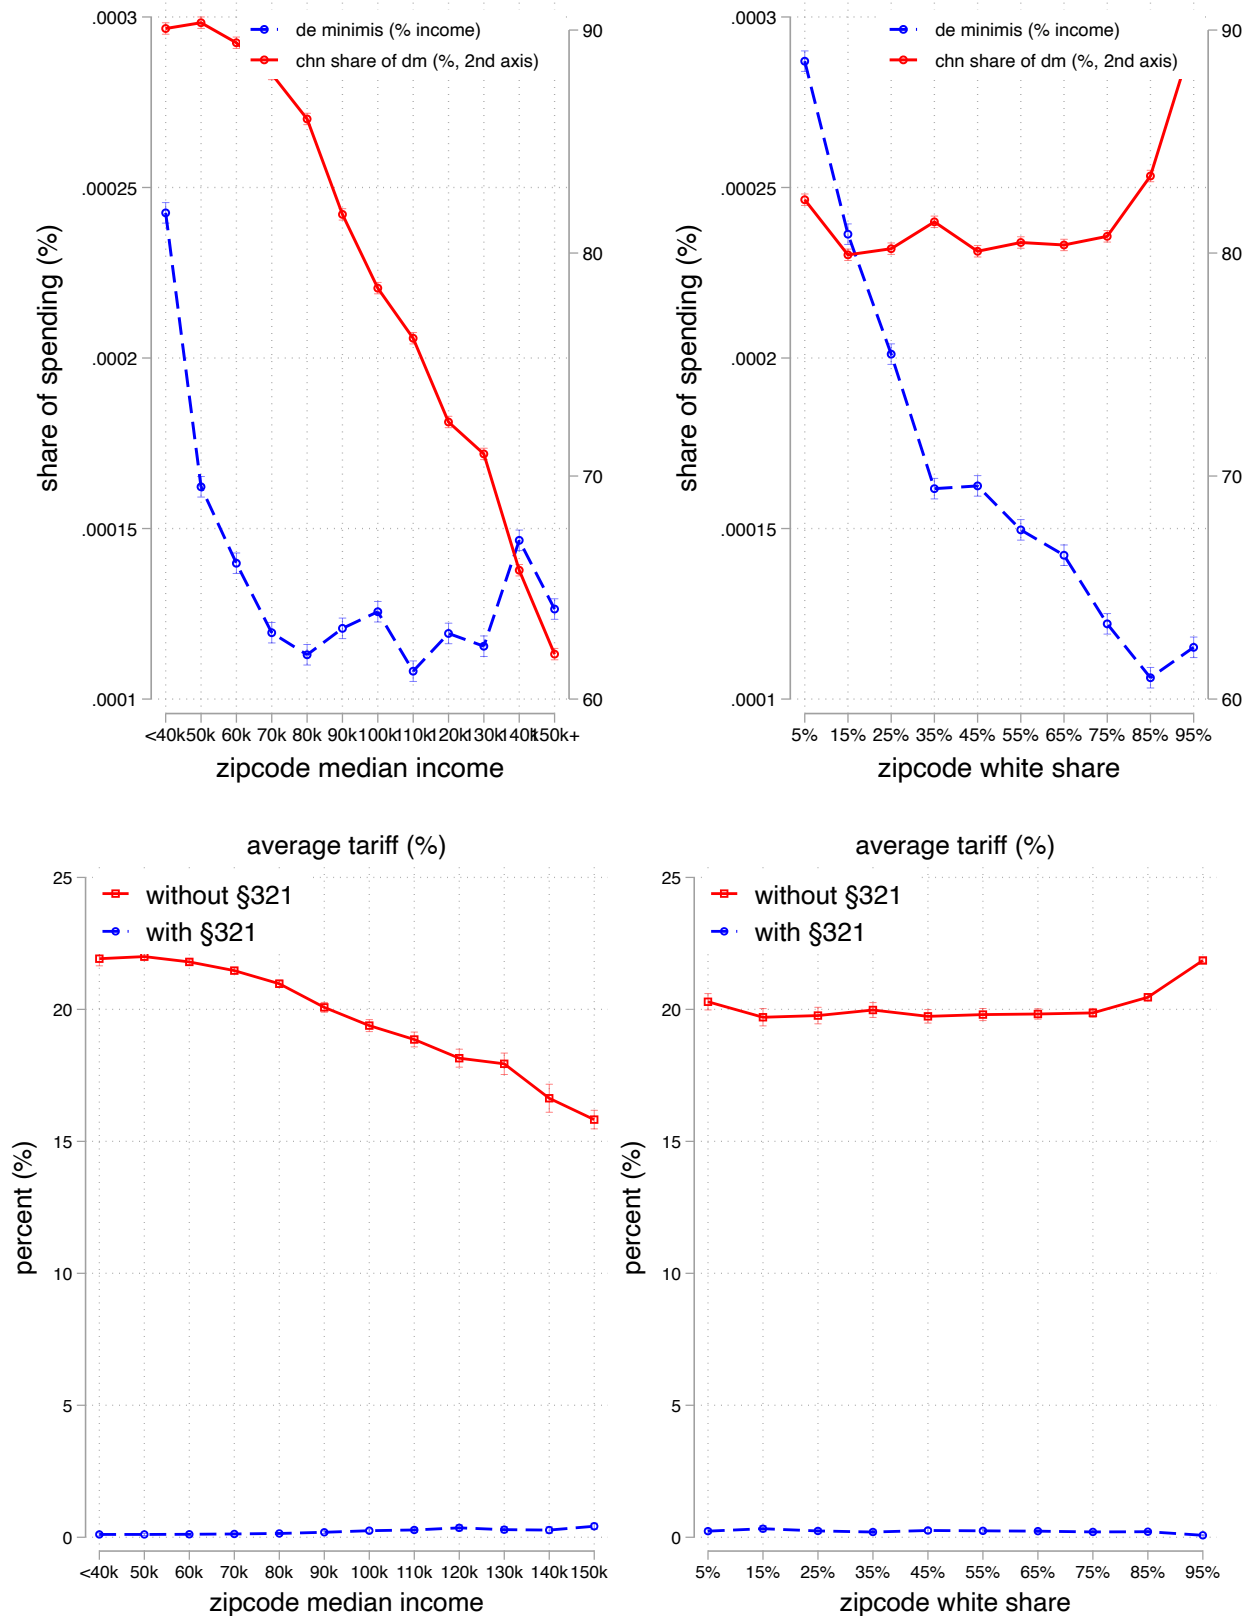 de minimis (% income)
chn share of dm (%, 2nd axis)
.0003
.00025
.0002
.00015
.0001
90
80
70
60
share of spending (%)
<40k 50k 60k 70k 80k 90k 100k 110k 120k 130k 140k 150k+
zipcode median income
de minimis (% income)
chn share of dm (%, 2nd axis)
.0003
.00025
.0002
.00015
.0001
90
80
70
60
share of spending (%)
5% 15% 25% 35% 45% 55% 65% 75% 85% 95%
zipcode white share
average tariff (%)
without §321
with §321
25
20
15
10
5
0
percent (%)
<40k 50k 60k 70k 80k 90k 100k 110k 120k 130k 140k 150k
zipcode median income
average tariff (%)
without §321
with §321
25
20
15
10
5
0
percent (%)
5% 15% 25% 35% 45% 55% 65% 75% 85% 95%
zipcode white share